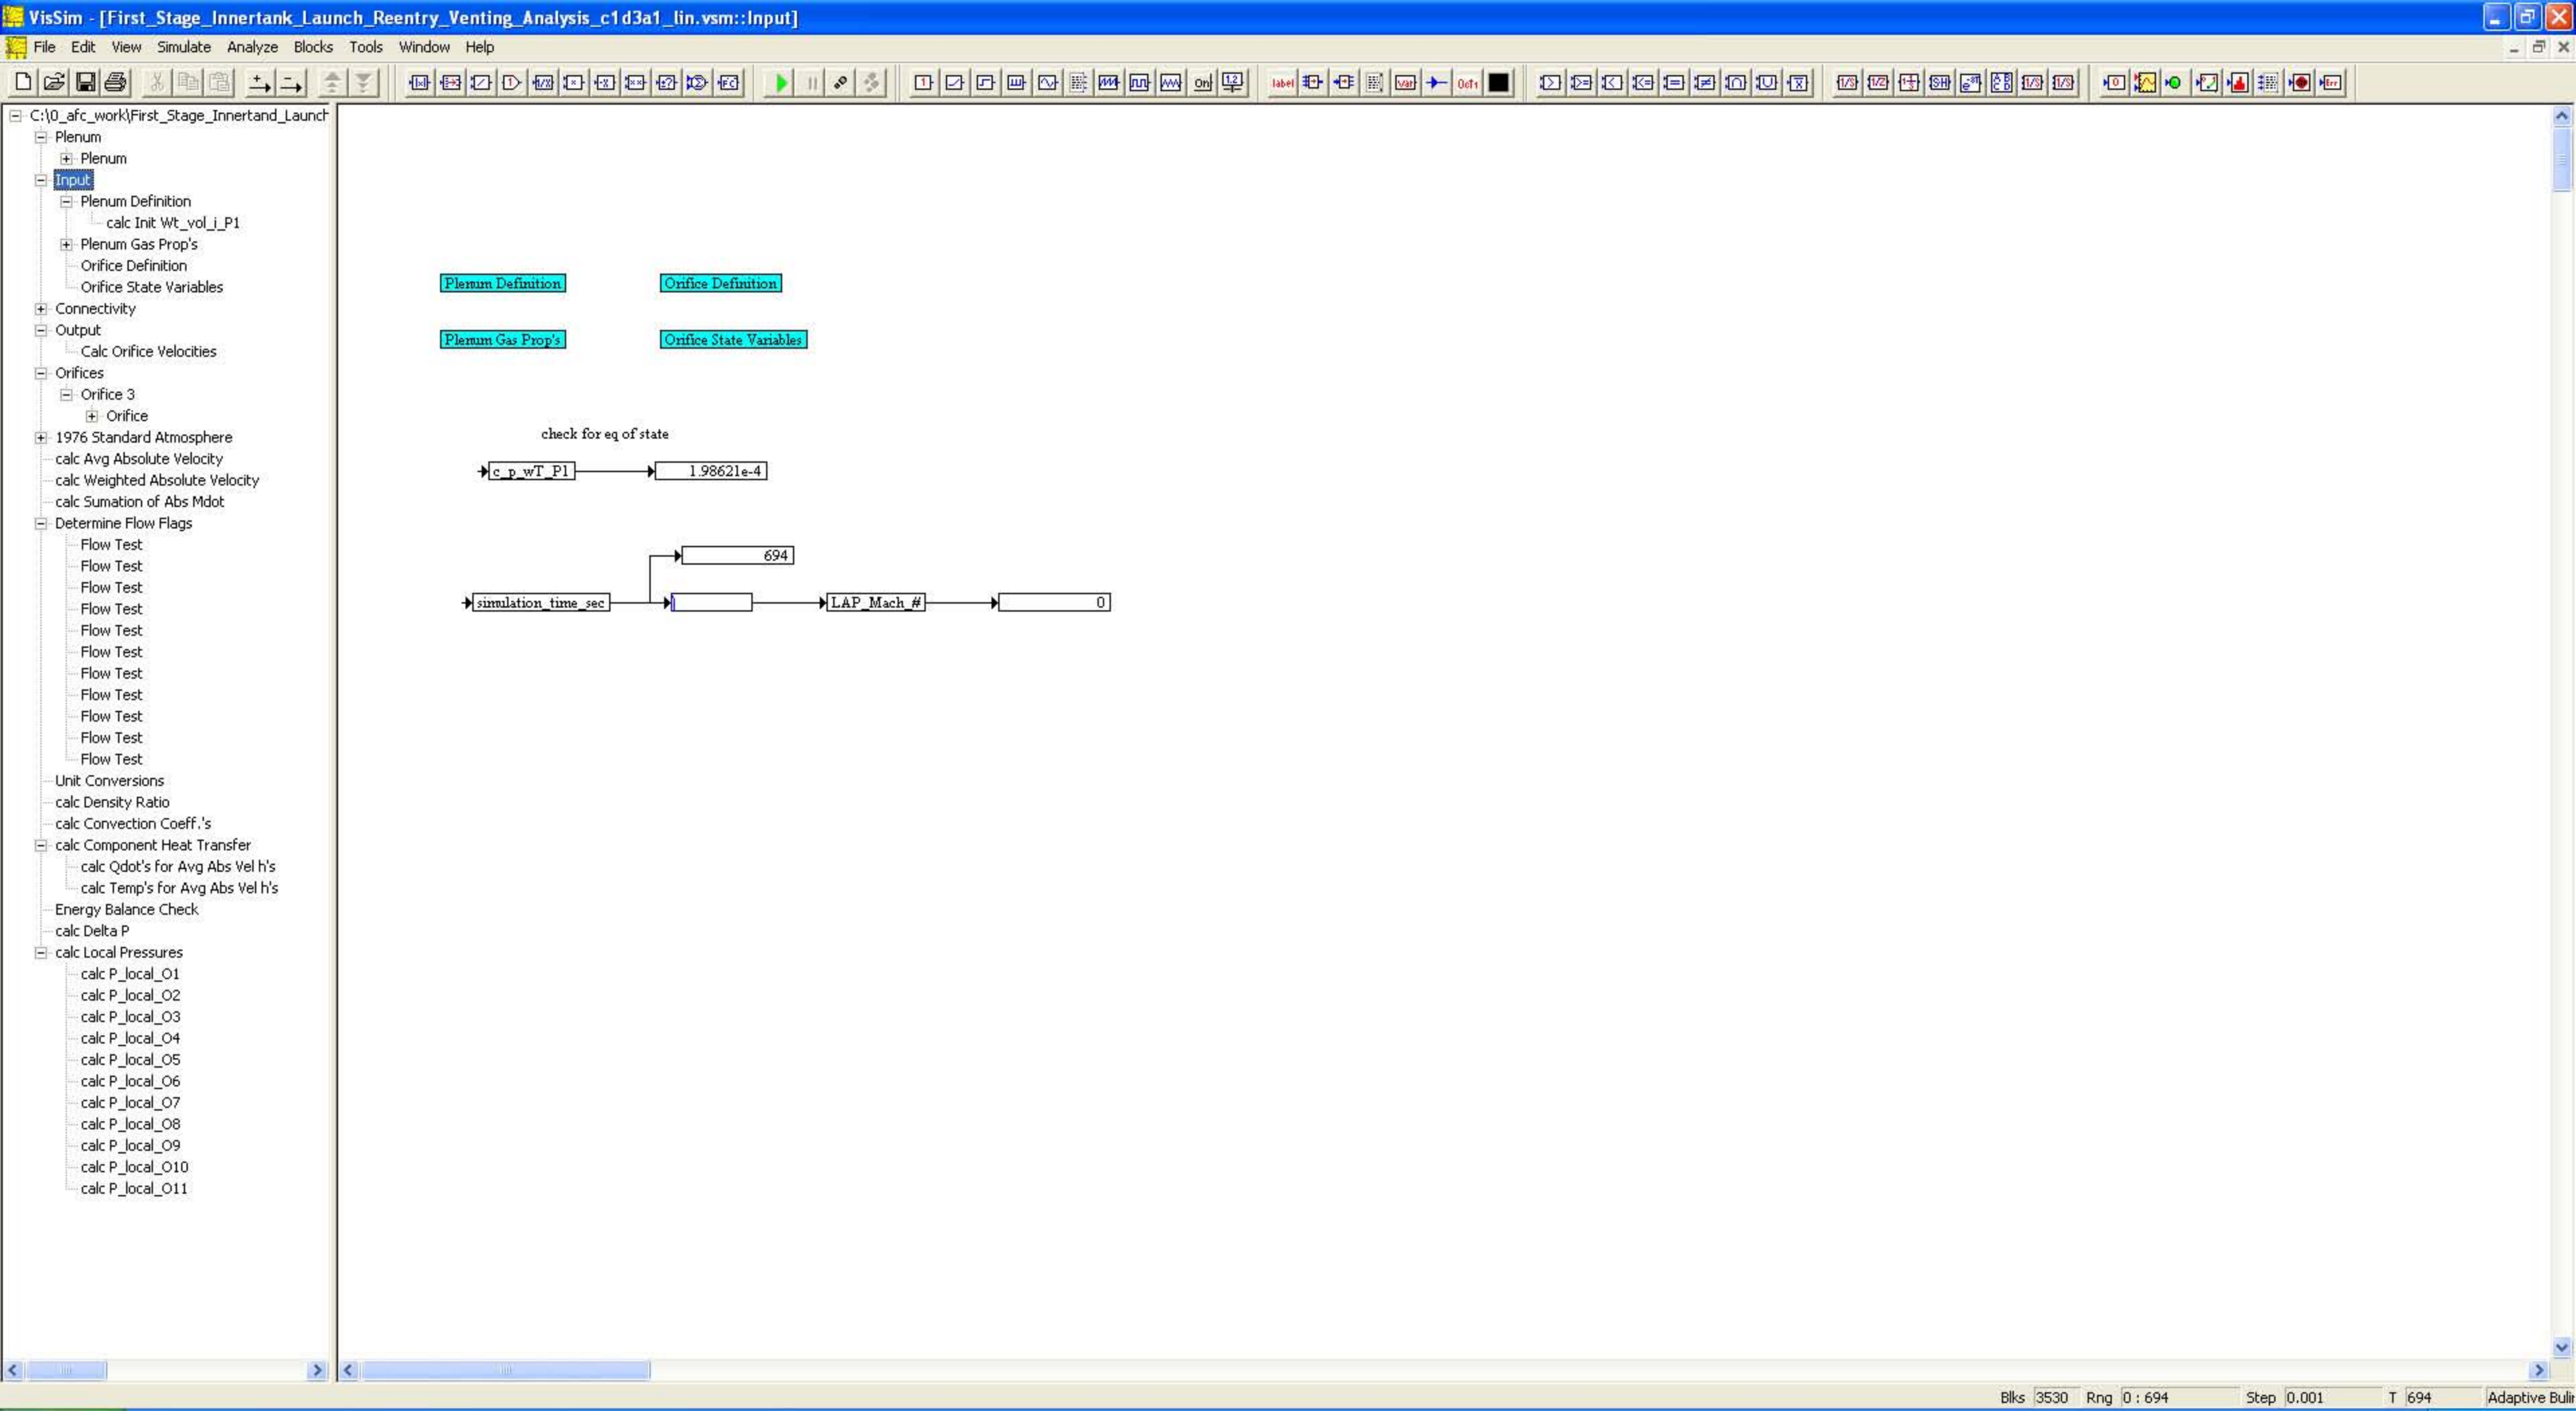 VisSim - [First_Stage_Innertank_Launch_Reentry_Venting_Analysis_c1d3a1_lin.vsm::Input]
File Edit View Simulate Analyze Blocks Tools Window Help
C:\0_afc_work\First_Stage_Innertand_Launch
Plenum
Plenum
Input
Plenum Definition
calc Init Wt_vol_i_P1
Plenum Gas Prop's
Orifice Definition
Orifice State Variables
Connectivity
Output
Calc Orifice Velocities
Orifices
Orifice 3
Orifice
1976 Standard Atmosphere
calc Avg Absolute Velocity
calc Weighted Absolute Velocity
calc Sumation of Abs Mdot
Determine Flow Flags
Flow Test
Flow Test
Flow Test
Flow Test
Flow Test
Flow Test
Flow Test
Flow Test
Flow Test
Flow Test
Flow Test
Unit Conversions
calc Density Ratio
calc Convection Coeff.'s
calc Component Heat Transfer
calc Qdot's for Avg Abs Vel h's
calc Temp's for Avg Abs Vel h's
Energy Balance Check
calc Delta P
calc Local Pressures
calc P_local_O1
calc P_local_O2
calc P_local_O3
calc P_local_O4
calc P_local_O5
calc P_local_O6
calc P_local_O7
calc P_local_O8
calc P_local_O9
calc P_local_O10
calc P_local_O11
Plenum Definition Orifice Definition
Plenum Gas Prop's Orifice State Variables
check for eq of state
c_p_wT_P1 1.98621e-4
694
simulation_time_sec LAP_Mach_# 0
Blks 3530 Rng 0 : 694 Step 0.001 T 694 Adaptive Bulir